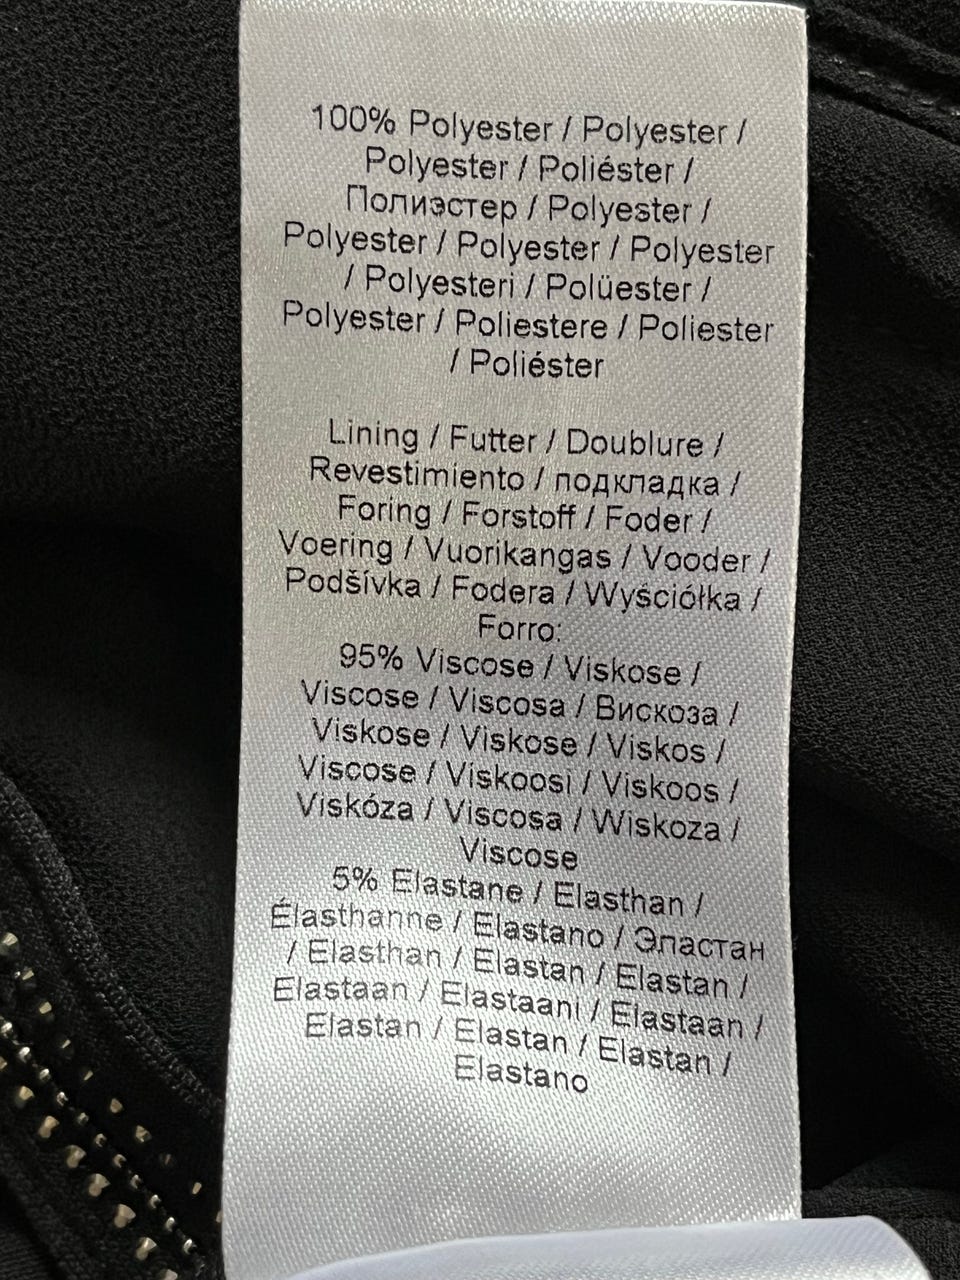 100% Polyester / Polyester /
Polyester / Poliéster /
Полиэстер / Polyester /
Polyester / Polyester / Polyester
/ Polyesteri / Polüester /
Polyester / Poliestere / Poliester
/ Poliéster
Lining / Futter / Doublure /
Revestimiento / подкладка /
Foring / Forstoff / Foder /
Voering / Vuorikangas / Vooder /
Podšívka / Fodera / Wyściółka /
Forro:
95% Viscose / Viskose /
Viscose / Viscosa / Вискоза /
Viskose / Viskose / Viskos /
Viscose / Viskoosi / Viskoos /
Viskóza / Viscosa / Wiskoza /
Viscose
5% Elastane / Elasthan /
Élasthanne / Elastano / Эластан
/ Elasthan / Elastan / Elastan /
Elastaan / Elastaani / Elastaan /
Elastan / Elastan / Elastan /
Elastano